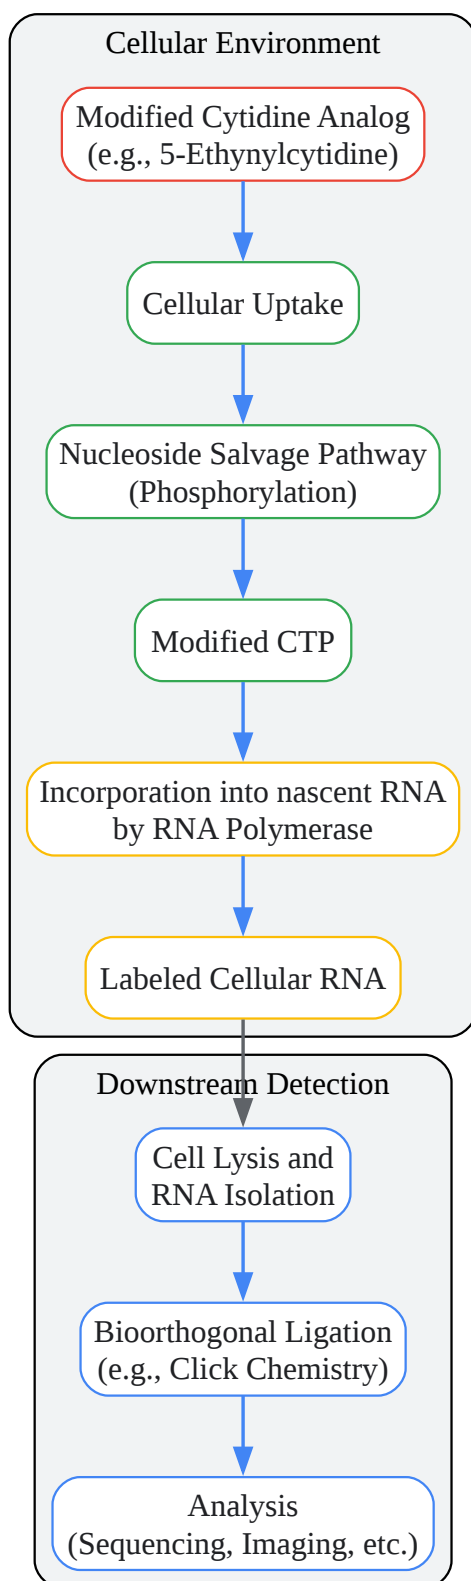 Cellular Environment
Modified Cytidine Analog
(e.g., 5-Ethynylcytidine)
Cellular Uptake
Nucleoside Salvage Pathway
(Phosphorylation)
Modified CTP
Incorporation into nascent RNA
by RNA Polymerase
Labeled Cellular RNA
Downstream Detection
Cell Lysis and
RNA Isolation
Bioorthogonal Ligation
(e.g., Click Chemistry)
Analysis
(Sequencing, Imaging, etc.)